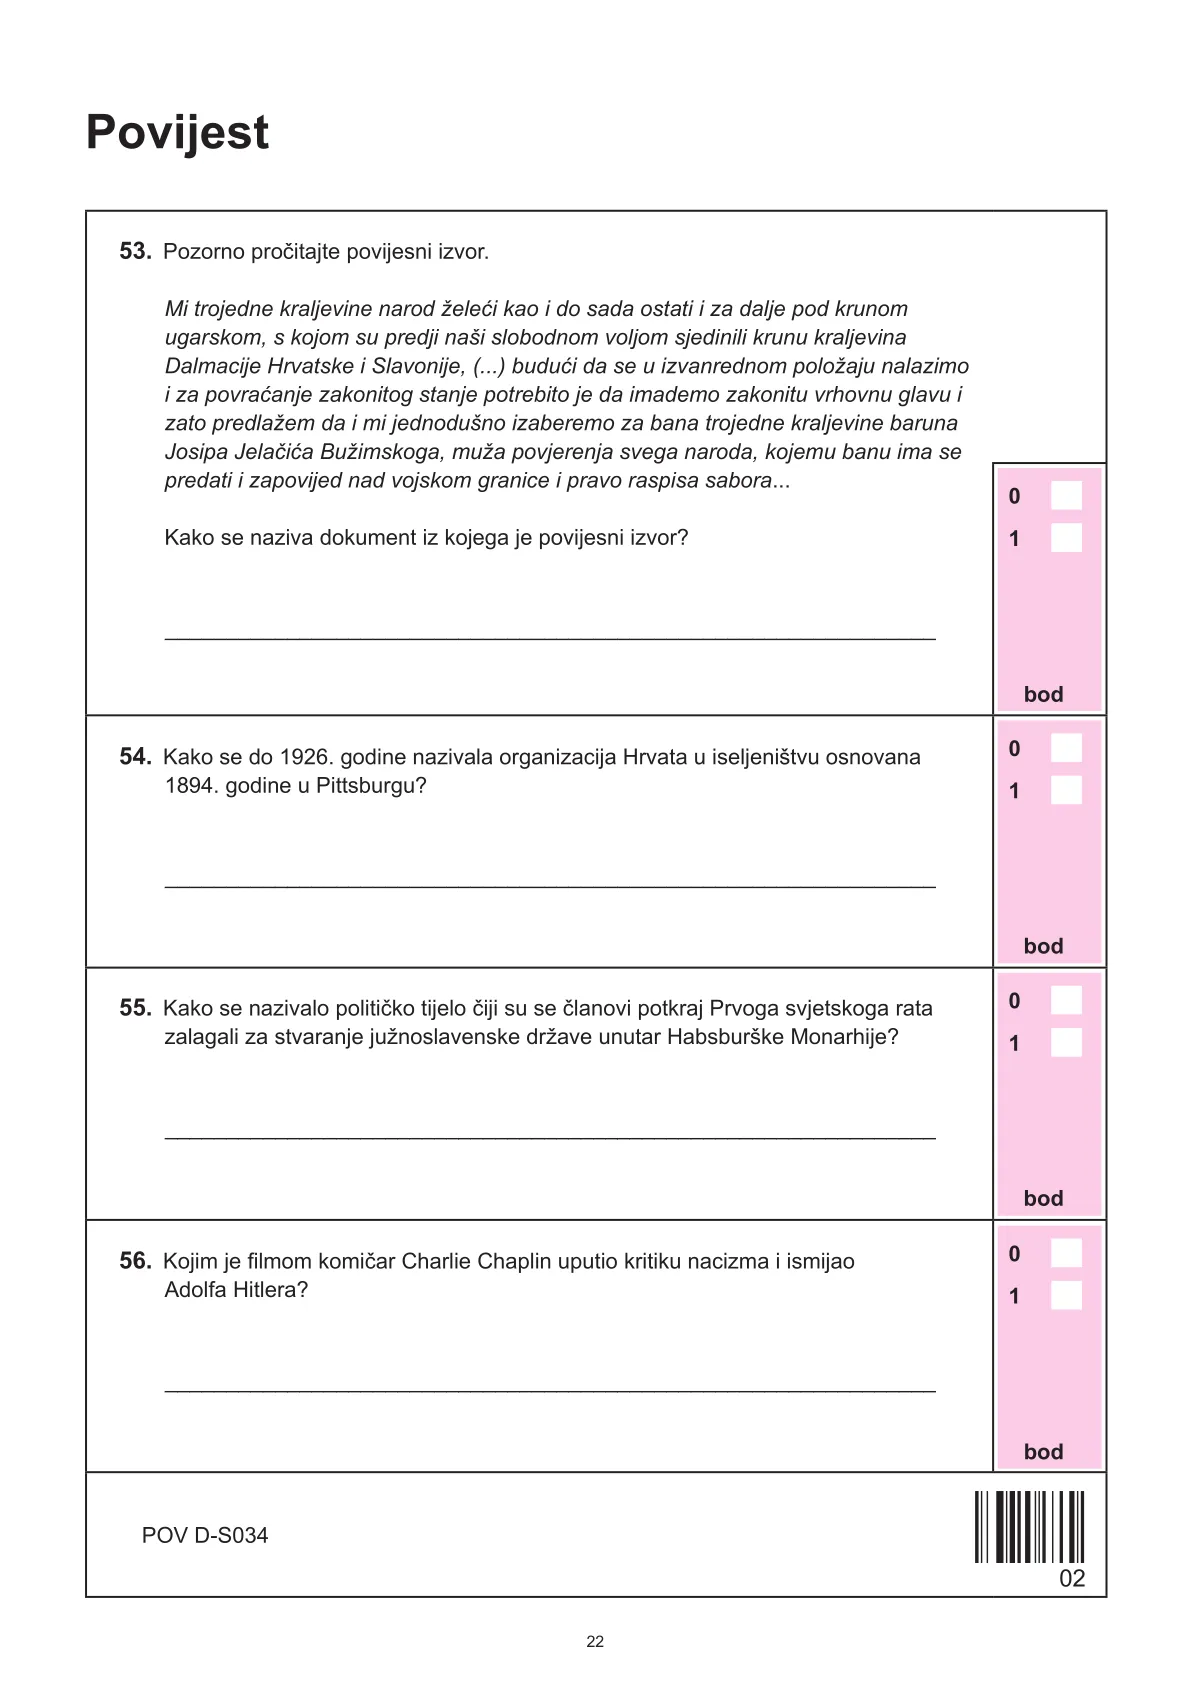 Povijest
53. Pozorno pročitajte povijesni izvor.
Mi trojedne kraljevine narod želeći kao i do sada ostati i za dalje pod krunom
ugarskom, s kojom su predji naši slobodnom voljom sjedinili krunu kraljevina
Dalmacije Hrvatske i Slavonije, (...) budući da se u izvanrednom položaju nalazimo
i za povraćanje zakonitog stanje potrebito je da imademo zakonitu vrhovnu glavu i
zato predlažem da i mi jednodušno izaberemo za bana trojedne kraljevine baruna
Josipa Jelačića Bužimskoga, muža povjerenja svega naroda, kojemu banu ima se
predati i zapovijed nad vojskom granice i pravo raspisa sabora...
Kako se naziva dokument iz kojega je povijesni izvor?
0
1
bod
54. Kako se do 1926. godine nazivala organizacija Hrvata u iseljeništvu osnovana
1894. godine u Pittsburgu?
0
1
bod
55. Kako se nazivalo političko tijelo čiji su se članovi potkraj Prvoga svjetskoga rata
zalagali za stvaranje južnoslavenske države unutar Habsburške Monarhije?
0
1
bod
56. Kojim je filmom komičar Charlie Chaplin uputio kritiku nacizma i ismijao
Adolfa Hitlera?
0
1
bod
POV D-S034
02
22